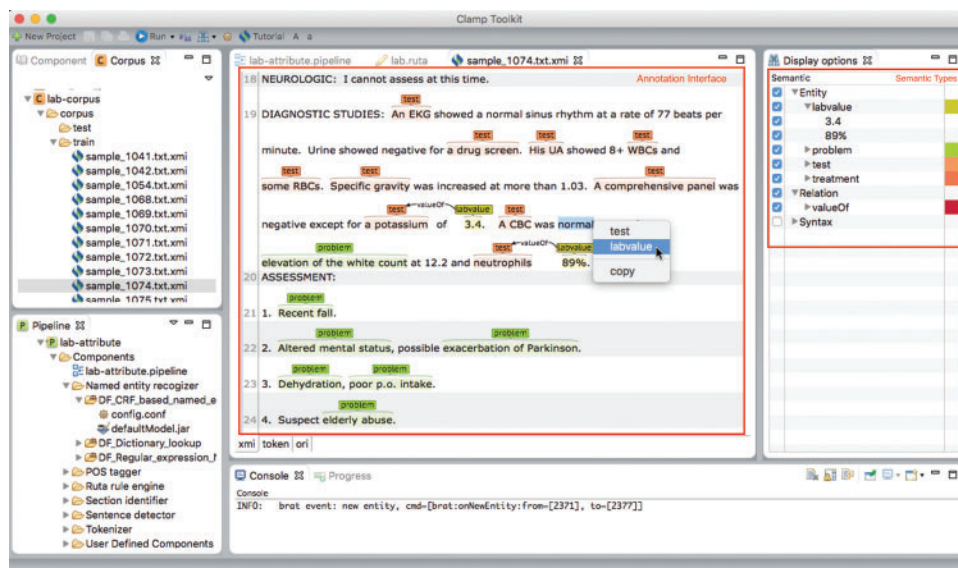 Clamp Toolkit
New Project Run Tutorial A a
Component Corpus
lab-corpus
corpus
test
train
sample_1041.txt.xmi
sample_1042.txt.xmi
sample_1054.txt.xmi
sample_1068.txt.xmi
sample_1069.txt.xmi
sample_1070.txt.xmi
sample_1071.txt.xmi
sample_1072.txt.xmi
sample_1073.txt.xmi
sample_1074.txt.xmi
sample_1075.txt.xmi
Pipeline
lab-attribute
Components
lab-attribute.pipeline
Named entity recogizer
DF_CRF_based_named_e
config.conf
defaultModel.jar
DF_Dictionary_lookup
DF_Regular_expression_
POS tagger
Ruta rule engine
Section identifier
Sentence detector
Tokenizer
User Defined Components
lab-attribute.pipeline lab.ruta sample_1074.txt.xmi
Annotation Interface
18 NEUROLOGIC: I cannot assess at this time.
test
19 DIAGNOSTIC STUDIES: An EKG showed a normal sinus rhythm at a rate of 77 beats per
test test test
minute. Urine showed negative for a drug screen. His UA showed 8+ WBCs and
test test test
some RBCs. Specific gravity was increased at more than 1.03. A comprehensive panel was
test valueOf labvalue test
negative except for a potassium of 3.4. A CBC was normal
problem test valueOf labvalue
elevation of the white count at 12.2 and neutrophils 89%.
test
labvalue
copy
20 ASSESSMENT:
problem
21 1. Recent fall.
problem problem
22 2. Altered mental status, possible exacerbation of Parkinson.
problem problem
23 3. Dehydration, poor p.o. intake.
problem
24 4. Suspect elderly abuse.
xmi token ori
Display options
Semantic Semantic Types
Entity
labvalue
3.4
89%
problem
test
treatment
Relation
valueOf
Syntax
Console Progress
Console
INFO: brat event: new entity, cmd=[brat:onNewEntity:from=[2371], to=[2377]]